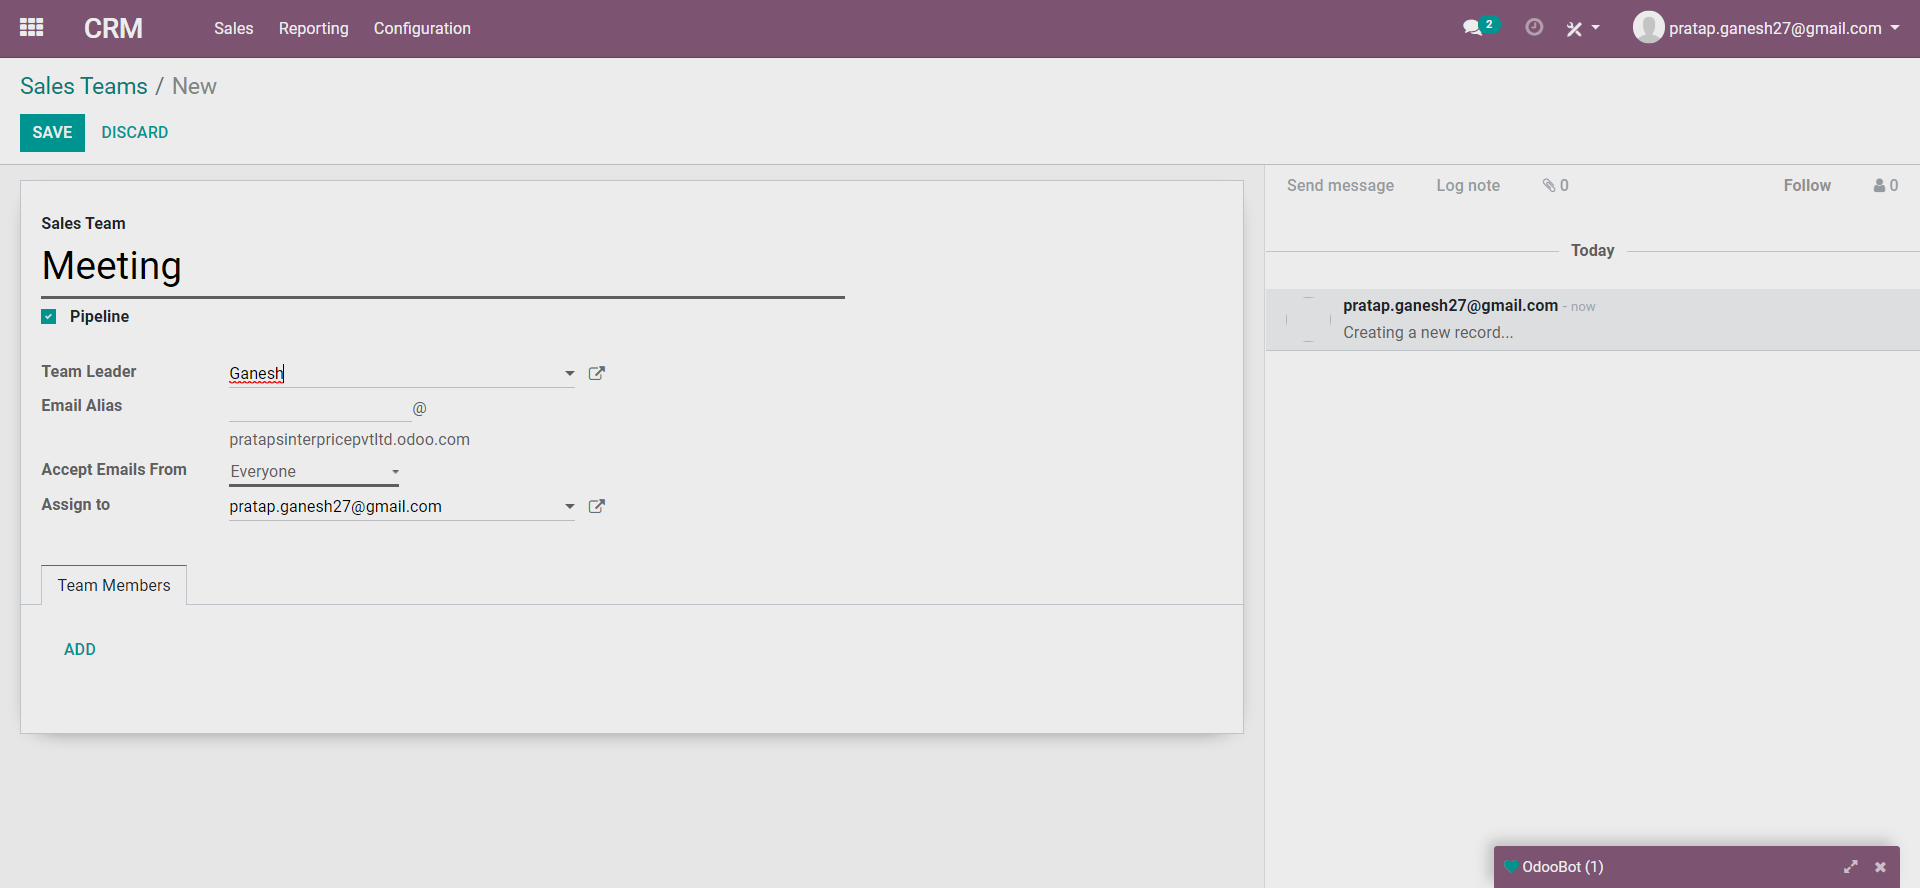 CRM Sales Reporting Configuration 2 pratap.ganesh27@gmail.com
Sales Teams / New
SAVE DISCARD
Send message Log note 0 Follow 0
Sales Team
Meeting
Today
Pipeline
pratap.ganesh27@gmail.com - now
Creating a new record...
Team Leader Ganesh
Email Alias @
pratapsinterpricepvtltd.odoo.com
Accept Emails From Everyone
Assign to pratap.ganesh27@gmail.com
Team Members
ADD
OdooBot (1)